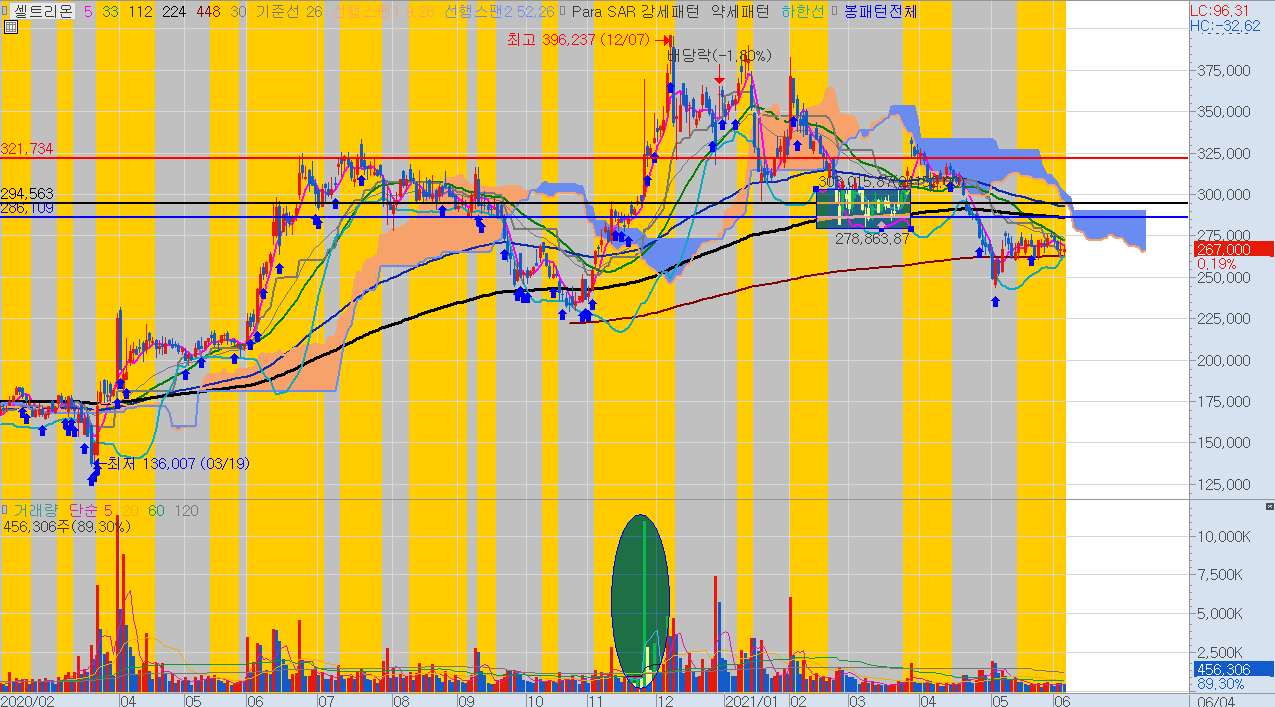 셀트리온 5 33 112 224 448 30 기준선 26 선행스팬1 9,26 선행스팬2 52,26 Para SAR 강세패턴 약세패턴 하한선 봉패턴전체
LC:96,31
HC:-32,62
최고 396,237 (12/07)
배당락(-1.80%)
375,000
350,000
321,734
325,000
294,563
300,000
286,109
278,863,87
275,000
267,000
0,19%
250,000
225,000
200,000
175,000
150,000
최저 136,007 (03/19)
125,000
거래량 단순 5 20 60 120
456,306주(89,30%)
10,000K
7,500K
5,000K
2,500K
456,306
89,30%
2020/02 04 05 06 07 08 09 10 11 12 2021/01 02 03 04 05 06 06/04